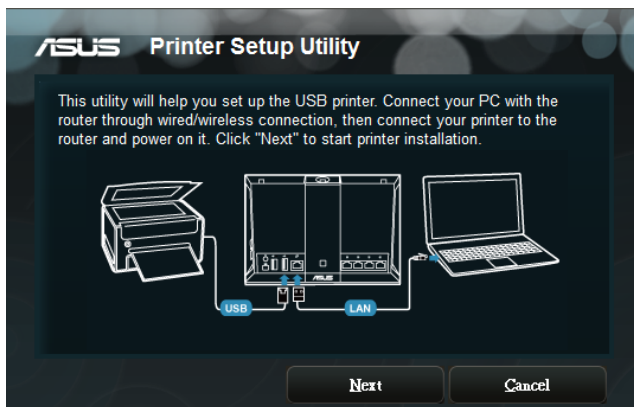 ASUS Printer Setup Utility
This utility will help you set up the USB printer. Connect your PC with the
router through wired/wireless connection, then connect your printer to the
router and power on it. Click "Next" to start printer installation.
ASUS
USB
LAN
Next
Cancel